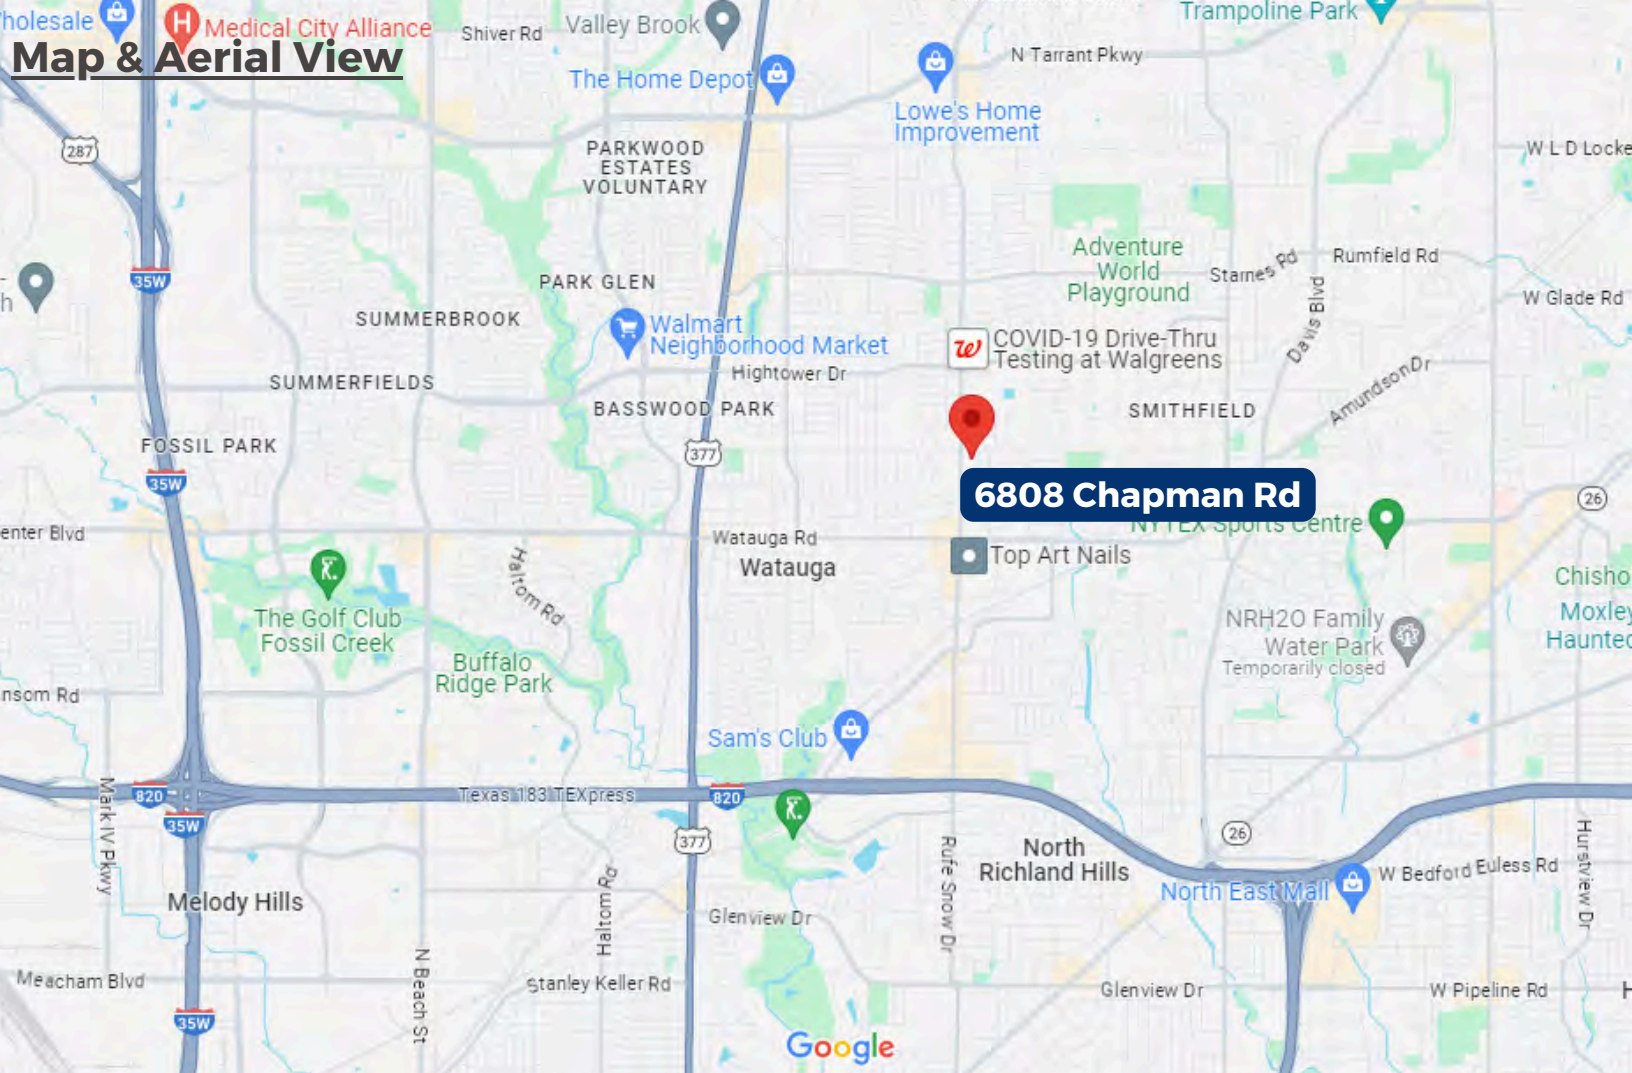 Trampoline Park
holesale
Medical City Alliance
Shiver Rd
Valley Brook
Map & Aerial View
N Tarrant Pkwy
The Home Depot
Lowe's Home
Improvement
287
PARKWOOD
ESTATES
VOLUNTARY
W L D Locke
Adventure
World
Playground
Starnes Rd
Rumfield Rd
35W
PARK GLEN
W Glade Rd
h
Davis Blvd
SUMMERBROOK
Walmart
Neighborhood Market
COVID-19 Drive-Thru
Testing at Walgreens
Hightower Dr
SUMMERFIELDS
Amundson Dr
BASSWOOD PARK
SMITHFIELD
FOSSIL PARK
377
35W
6808 Chapman Rd
26
NYTEX Sports Centre
enter Blvd
Watauga Rd
Watauga
Top Art Nails
Haltom Rd
Chisho
Moxley
Haunted
The Golf Club
Fossil Creek
NRH2O Family
Water Park
Temporarily closed
Buffalo
Ridge Park
nsom Rd
Sam's Club
820
Texas 183 TEXpress
820
35W
Mark IV Pkwy
377
26
North
Richland Hills
Rufe Snow Dr
Hurstview Dr
W Bedford Euless Rd
North East Mall
Melody Hills
Haltom Rd
Glenview Dr
N Beach St
Meacham Blvd
Stanley Keller Rd
Glenview Dr
W Pipeline Rd
H
35W
Google